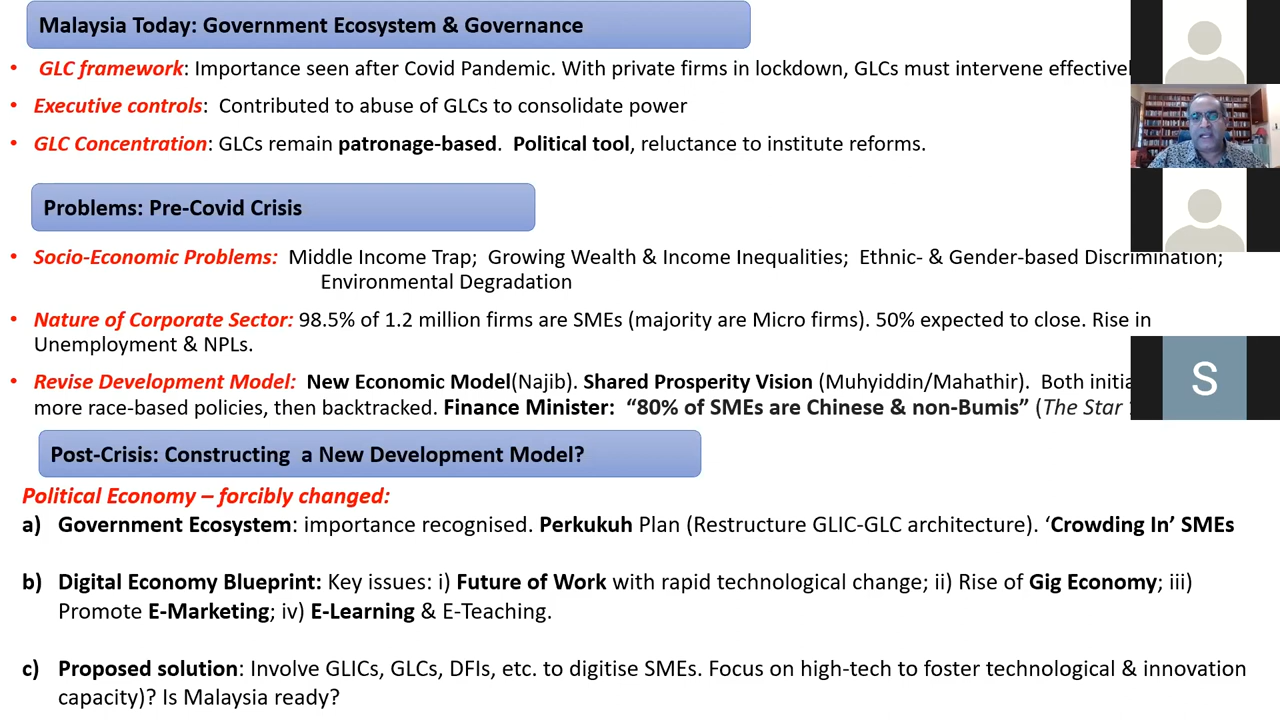 Malaysia Today: Government Ecosystem & Governance
• GLC framework: Importance seen after Covid Pandemic. With private firms in lockdown, GLCs must intervene
• Executive controls: Contributed to abuse of GLCs to consolidate power
• GLC Concentration: GLCs remain patronage-based. Political tool, reluctance to institute reforms.
Problems: Pre-Covid Crisis
• Socio-Economic Problems: Middle Income Trap; Growing Wealth & Income Inequalities; Ethnic- & Gender-based Discrimination;
Environmental Degradation
• Nature of Corporate Sector: 98.5% of 1.2 million firms are SMEs (majority are Micro firms). 50% expected to close. Rise in
Unemployment & NPLs.
• Revise Development Model: New Economic Model(Najib). Shared Prosperity Vision (Muhyiddin/Mahathir). Both
more race-based policies, then backtracked. Finance Minister: “80% of SMEs are Chinese & non-Bumis” (The Star
S
Post-Crisis: Constructing a New Development Model?
Political Economy – forcibly changed:
a) Government Ecosystem: importance recognised. Perkukuh Plan (Restructure GLIC-GLC architecture). ‘Crowding In’ SMEs
b) Digital Economy Blueprint: Key issues: i) Future of Work with rapid technological change; ii) Rise of Gig Economy; iii)
Promote E-Marketing; iv) E-Learning & E-Teaching.
c) Proposed solution: Involve GLICs, GLCs, DFIs, etc. to digitise SMEs. Focus on high-tech to foster technological & innovation
capacity)? Is Malaysia ready?